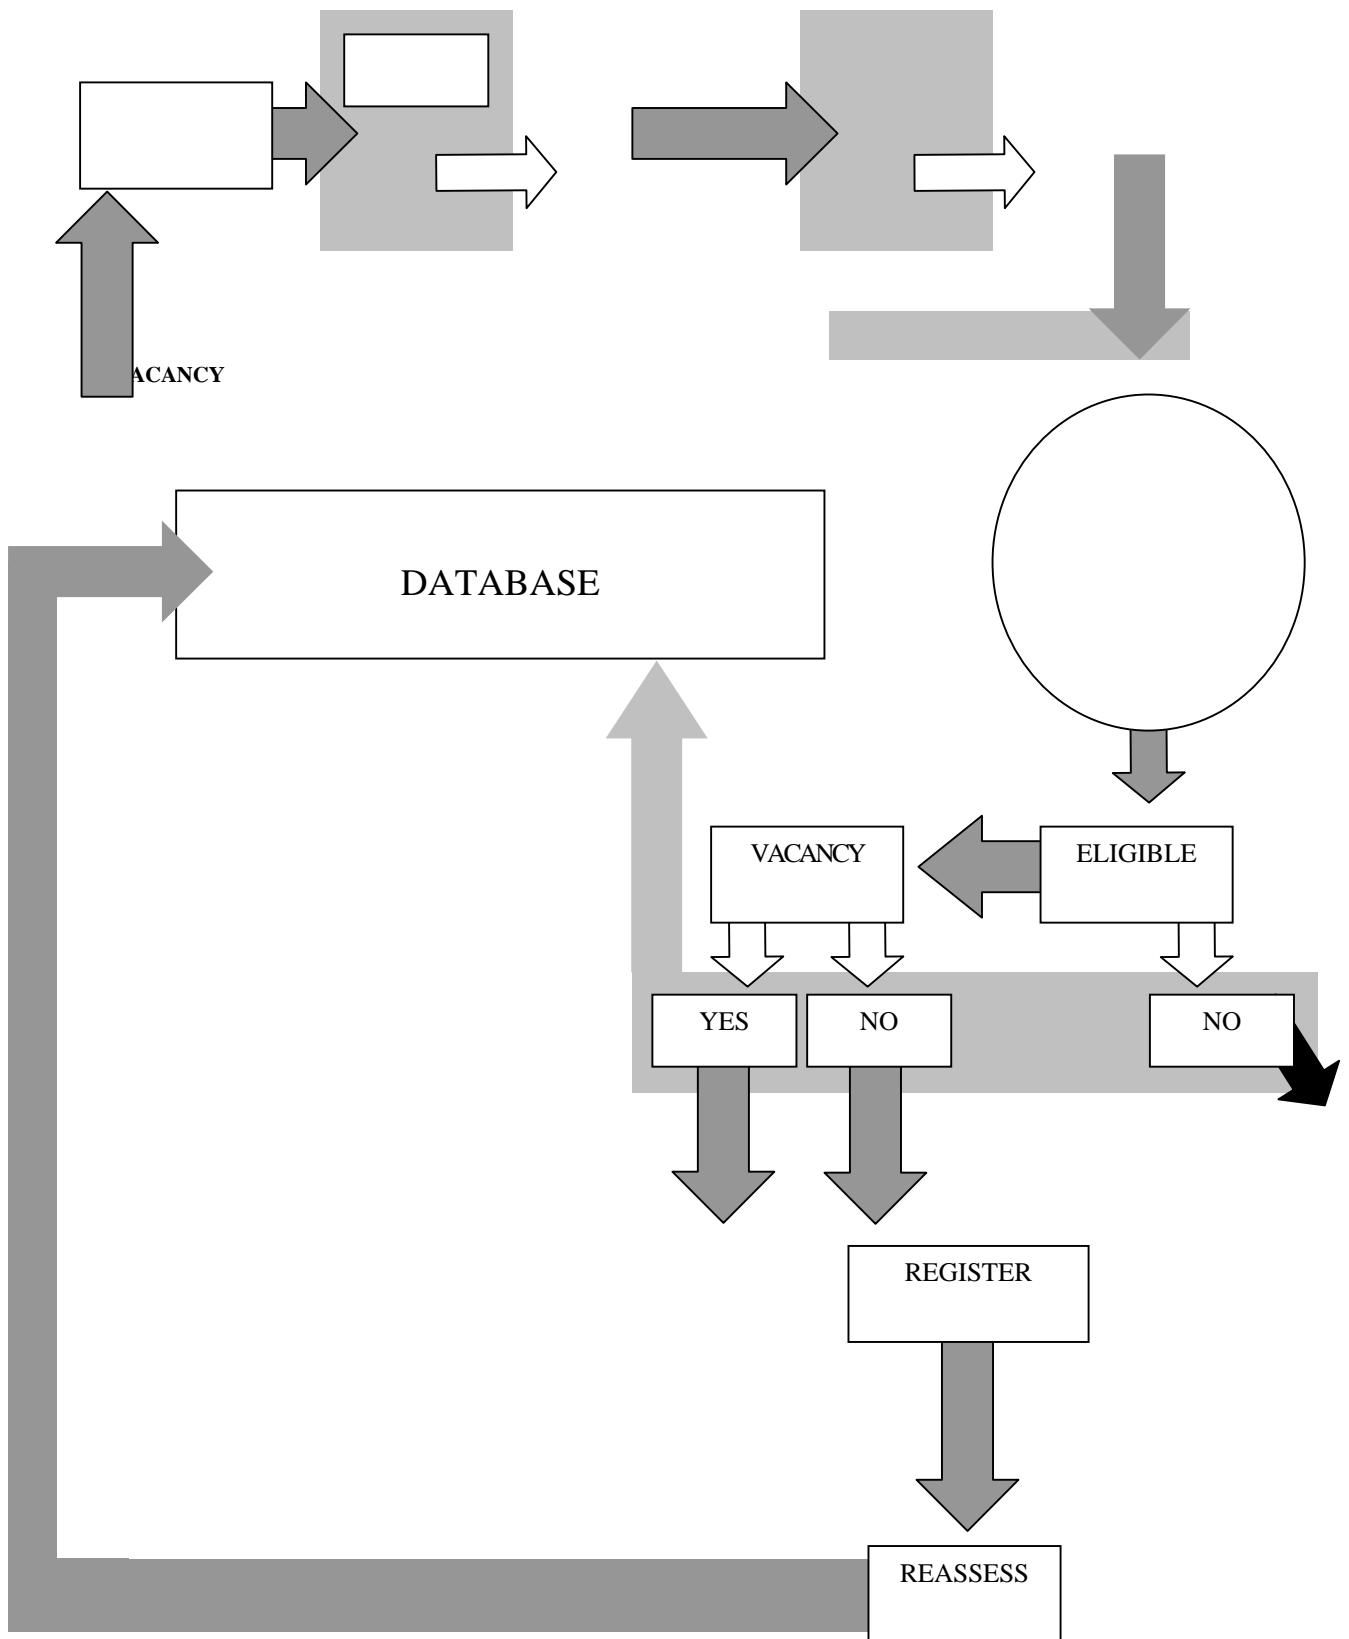 ACANCY
DATABASE
VACANCY
ELIGIBLE
YES
NO
NO
REGISTER
REASSESS